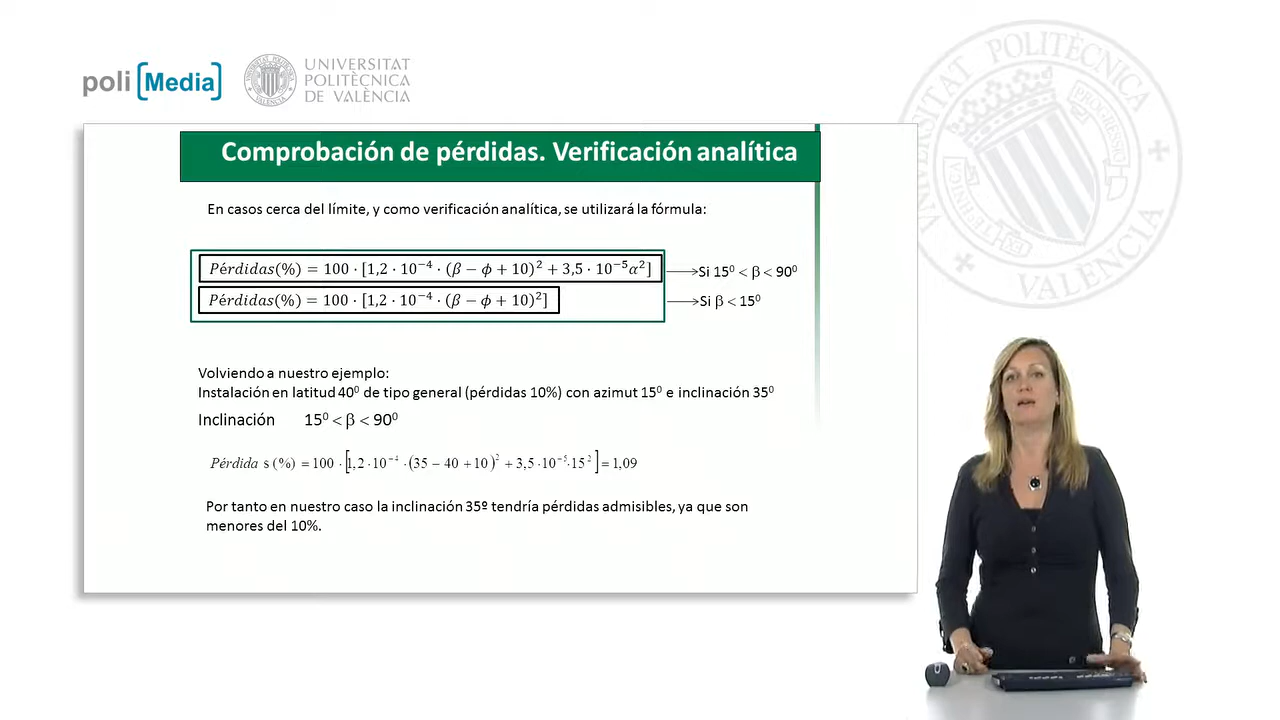 poli[Media]
UNIVERSITAT
POLITÈCNICA
DE VALÈNCIA
UNIVERSITAT POLITÈCNICA
DE VALÈNCIA
Comprobación de pérdidas. Verificación analítica
En casos cerca del límite, y como verificación analítica, se utilizará la fórmula:
Pérdidas(%) = 100 · [1,2 · 10⁻⁴ · (β − ϕ + 10)² + 3,5 · 10⁻⁵α²] → Si 15⁰ < β < 90⁰
Pérdidas(%) = 100 · [1,2 · 10⁻⁴ · (β − ϕ + 10)²] → Si β < 15⁰
Volviendo a nuestro ejemplo:
Instalación en latitud 40⁰ de tipo general (pérdidas 10%) con azimut 15⁰ e inclinación 35⁰
Inclinación 15⁰ < β < 90⁰
Pérdida s (%) = 100 · [1,2 · 10⁻⁴ · (35 − 40 + 10)² + 3,5 · 10⁻⁵ · 15²] = 1,09
Por tanto en nuestro caso la inclinación 35º tendría pérdidas admisibles, ya que son
menores del 10%.